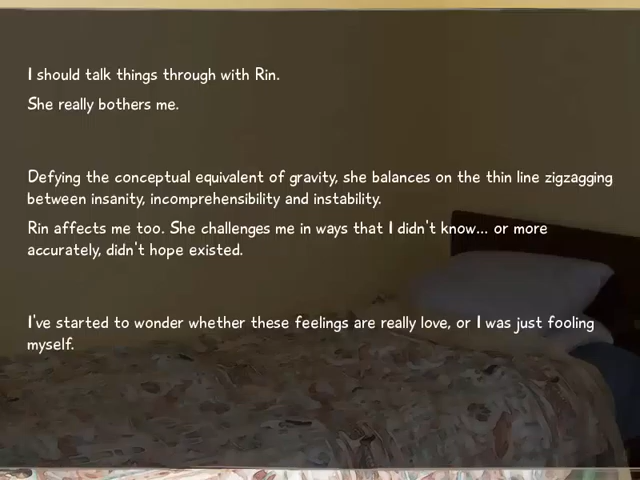 I should talk things through with Rin.
She really bothers me.
Defying the conceptual equivalent of gravity, she balances on the thin line zigzagging
between insanity, incomprehensibility and instability.
Rin affects me too. She challenges me in ways that I didn't know... or more
accurately, didn't hope existed.
I've started to wonder whether these feelings are really love, or I was just fooling
myself.